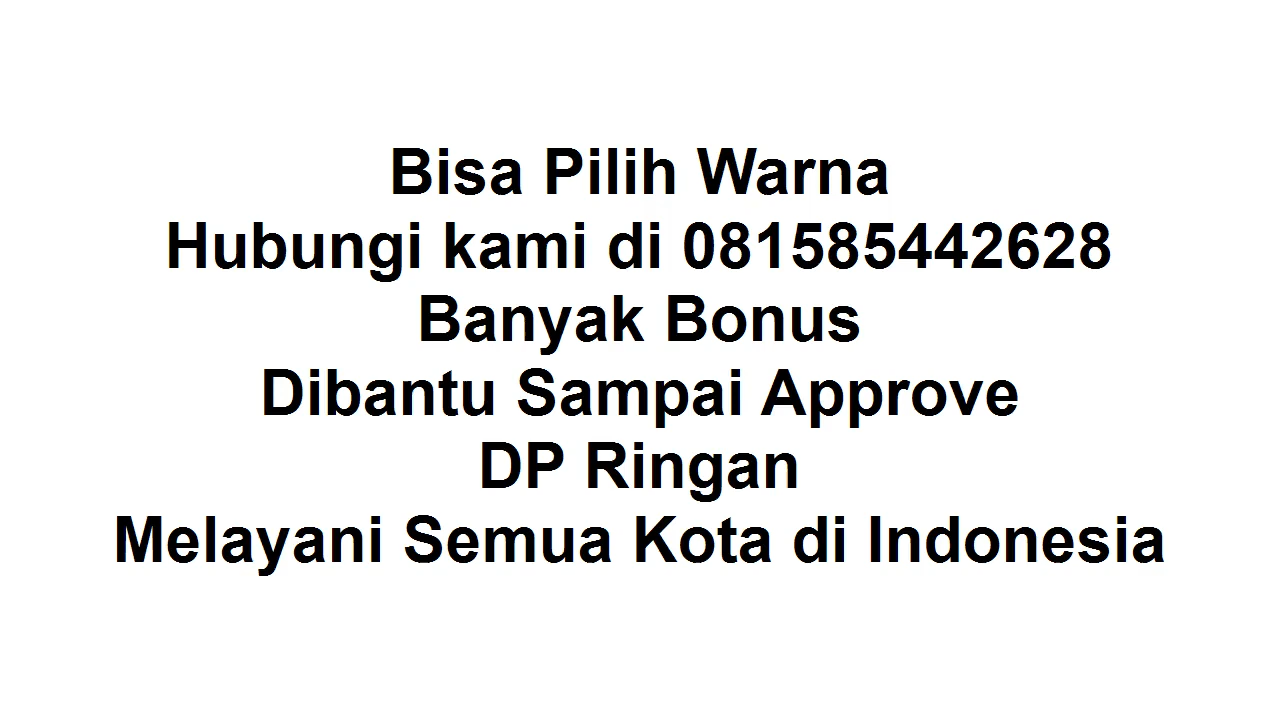 Bisa Pilih Warna
Hubungi kami di 081585442628
Banyak Bonus
Dibantu Sampai Approve
DP Ringan
Melayani Semua Kota di Indonesia